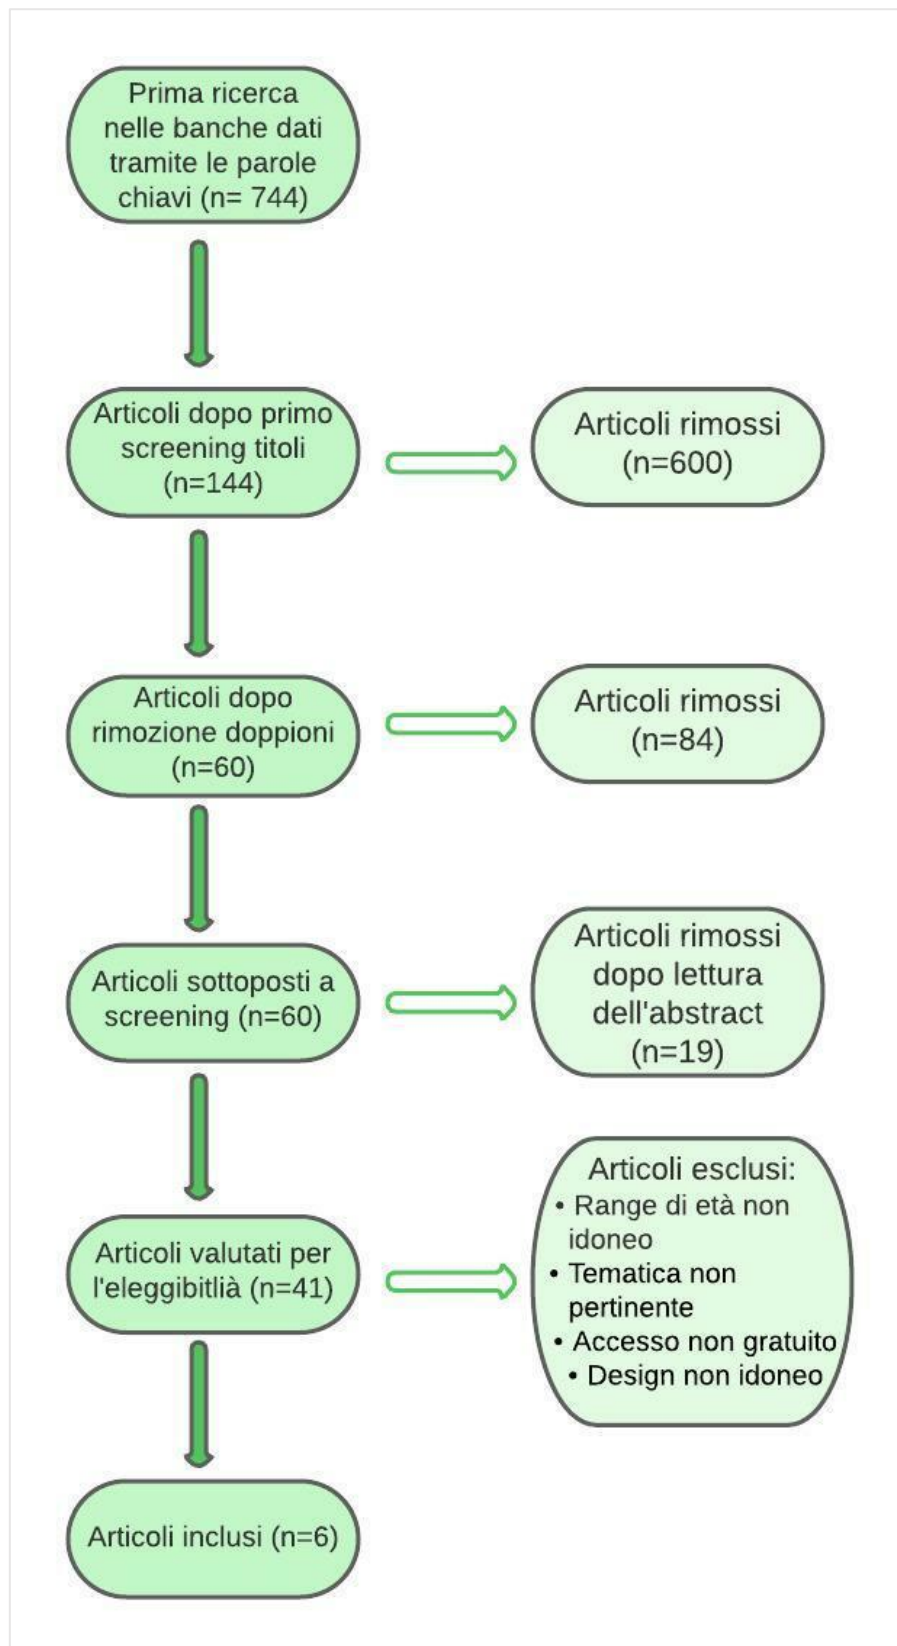 Prima ricerca
nelle banche dati
tramite le parole
chiavi (n= 744)
Articoli dopo primo
screening titoli
(n=144)
Articoli rimossi
(n=600)
Articoli dopo
rimozione doppioni
(n=60)
Articoli rimossi
(n=84)
Articoli sottoposti a
screening (n=60)
Articoli rimossi
dopo lettura
dell'abstract
(n=19)
Articoli valutati per
l'eleggibitlià (n=41)
Articoli esclusi:
• Range di età non
idoneo
• Tematica non
pertinente
• Accesso non gratuito
• Design non idoneo
Articoli inclusi (n=6)